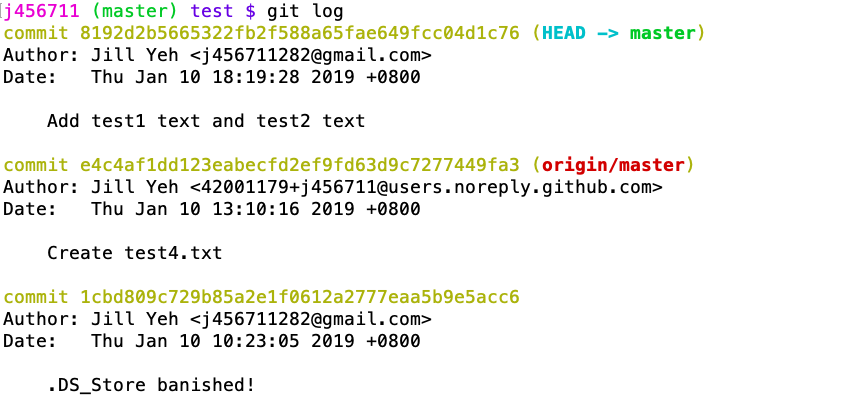 j456711 (master) test $ git log
commit 8192d2b5665322fb2f588a65fae649fcc04d1c76 (HEAD -> master)
Author: Jill Yeh <j456711282@gmail.com>
Date:   Thu Jan 10 18:19:28 2019 +0800
    Add test1 text and test2 text
commit e4c4af1dd123eabecfd2ef9fd63d9c7277449fa3 (origin/master)
Author: Jill Yeh <42001179+j456711@users.noreply.github.com>
Date:   Thu Jan 10 13:10:16 2019 +0800
    Create test4.txt
commit 1cbd809c729b85a2e1f0612a2777eaa5b9e5acc6
Author: Jill Yeh <j456711282@gmail.com>
Date:   Thu Jan 10 10:23:05 2019 +0800
    .DS_Store banished!